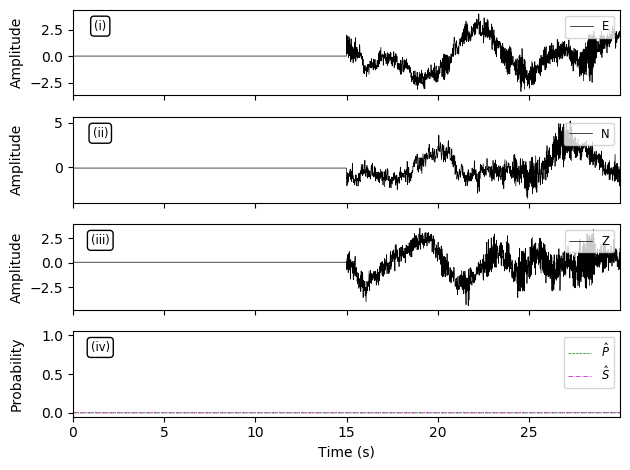 (i)
E
Amplitude
2.5
0.0
−2.5
(ii)
N
Amplitude
5
0
(iii)
Z
Amplitude
2.5
0.0
−2.5
(iv)
P̂
Ŝ
Probability
1.0
0.5
0.0
0 5 10 15 20 25
Time (s)